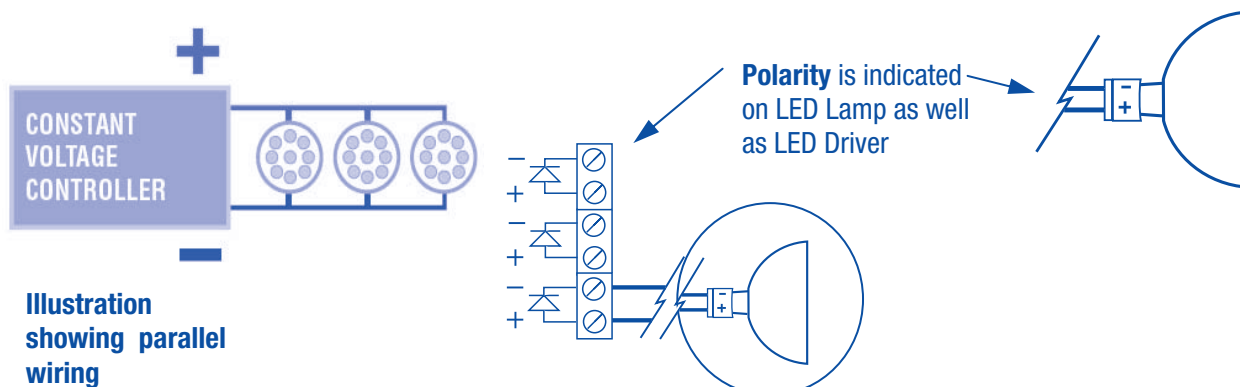 +
CONSTANT
VOLTAGE
CONTROLLER
−
Illustration
showing parallel
wiring
Polarity is indicated
on LED Lamp as well
as LED Driver
−
+
−
+
−
+
-
+
-
+